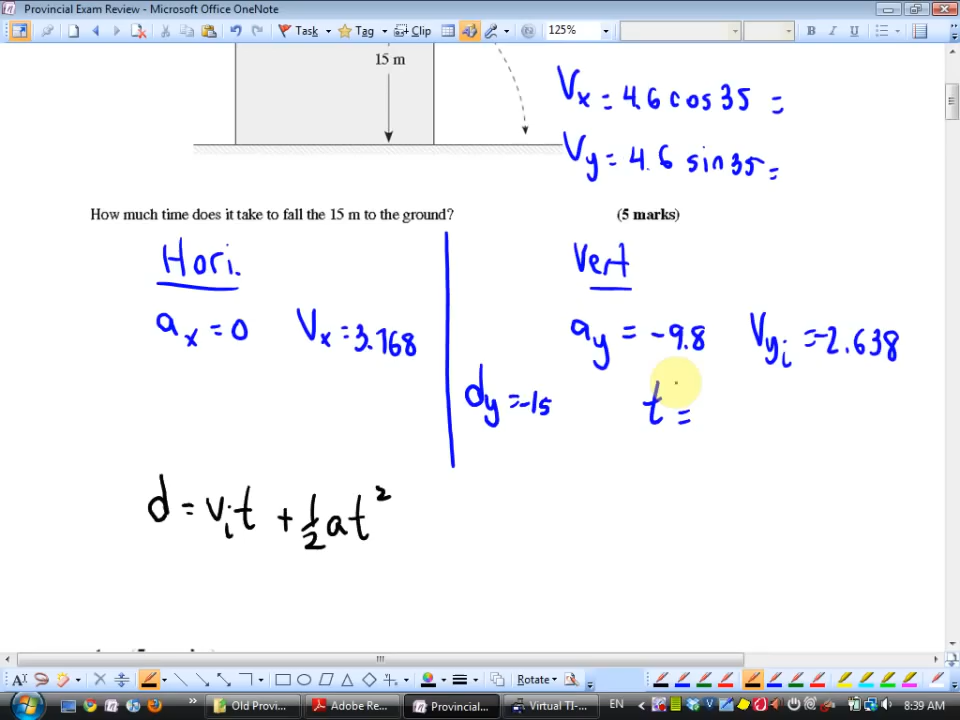 Provincial Exam Review - Microsoft Office OneNote
Task Tag Clip 125% B I U
15 m
Vx = 4.6 cos 35 =
Vy = 4.6 sin 35 =
How much time does it take to fall the 15 m to the ground? (5 marks)
Hori. Vert
ax = 0 Vx = 3.768 ay = -9.8 Vyi = -2.638
dy = -15 t =
d = vit + 1/2 at²
Rotate
Old Provi... Adobe Re... Provincial... Virtual TI-... EN 8:39 AM